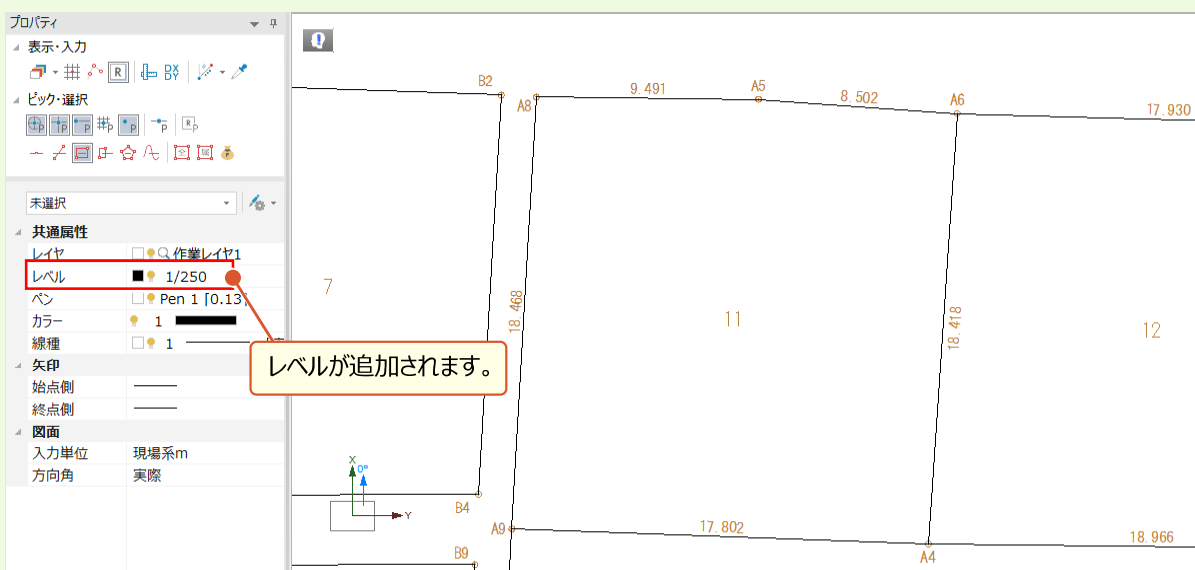 プロパティ
表示・入力
R
DX
DY
ピック・選択
P
P
P
P
P
P
R P
全
属
P
未選択
共通属性
レイヤ 作業レイヤ1
レベル 1/250
ペン Pen 1 [0.13]
カラー 1
線種 1
矢印
始点側
終点側
図面
入力単位 現場系m
方向角 実際
レベルが追加されます。
B2
A8
9.491
A5
8.502
A6
17.930
7
18.468
11
18.418
12
X
0°
Y
B4
A9
17.802
18.966
B9
A4